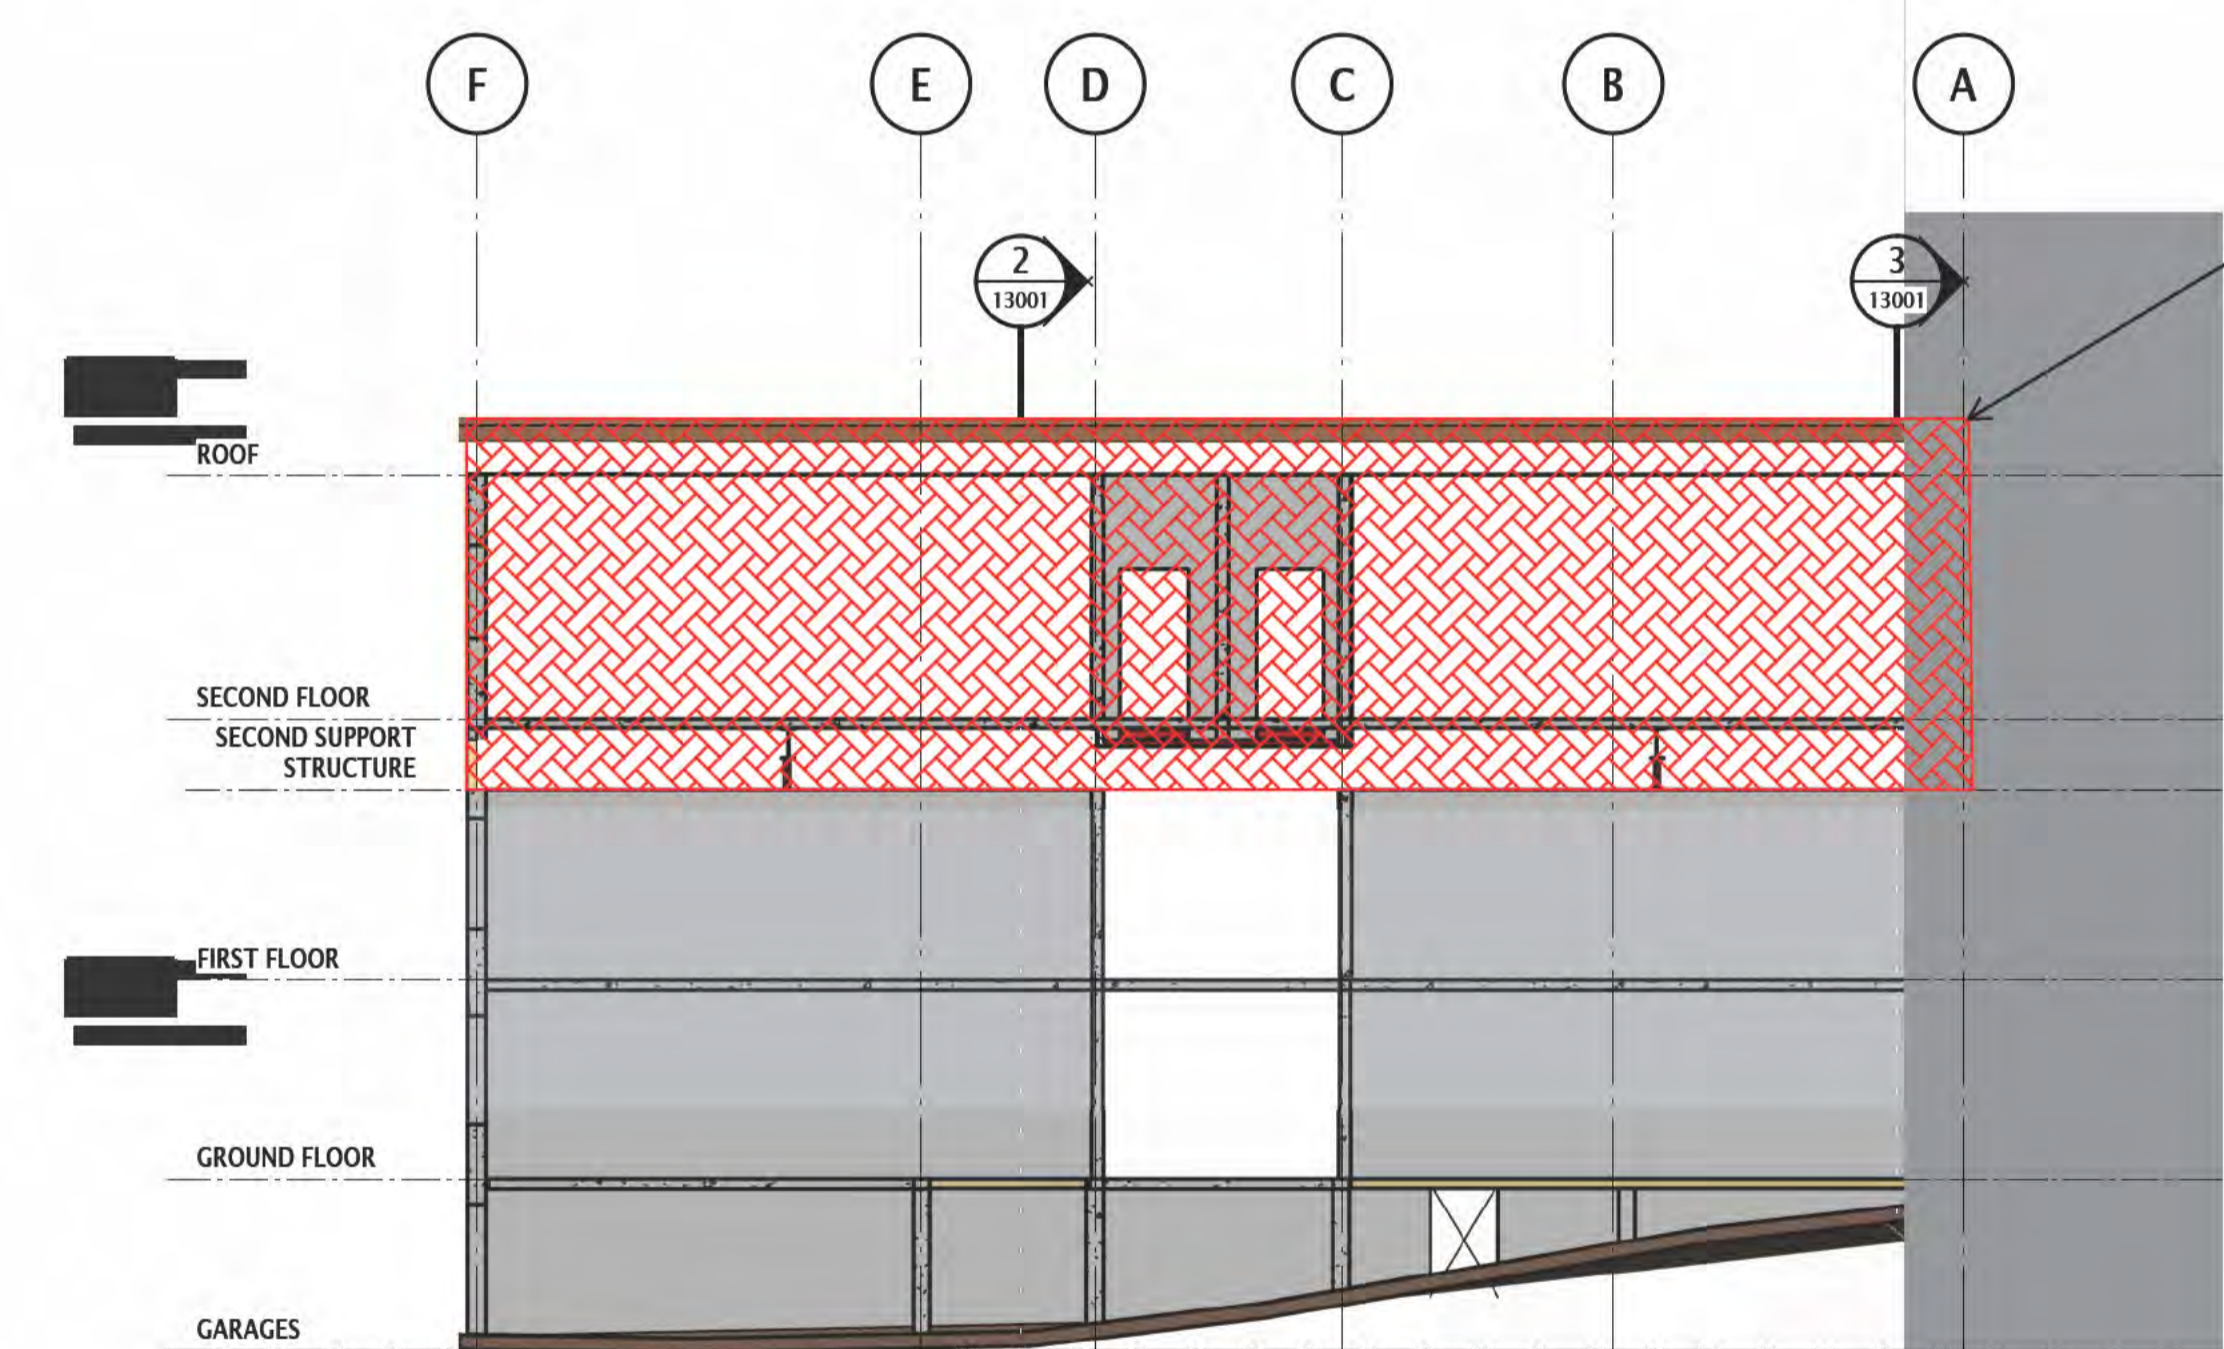 F E D C B A
2
13001
3
13001
ROOF
SECOND FLOOR
SECOND SUPPORT
STRUCTURE
FIRST FLOOR
GROUND FLOOR
GARAGES